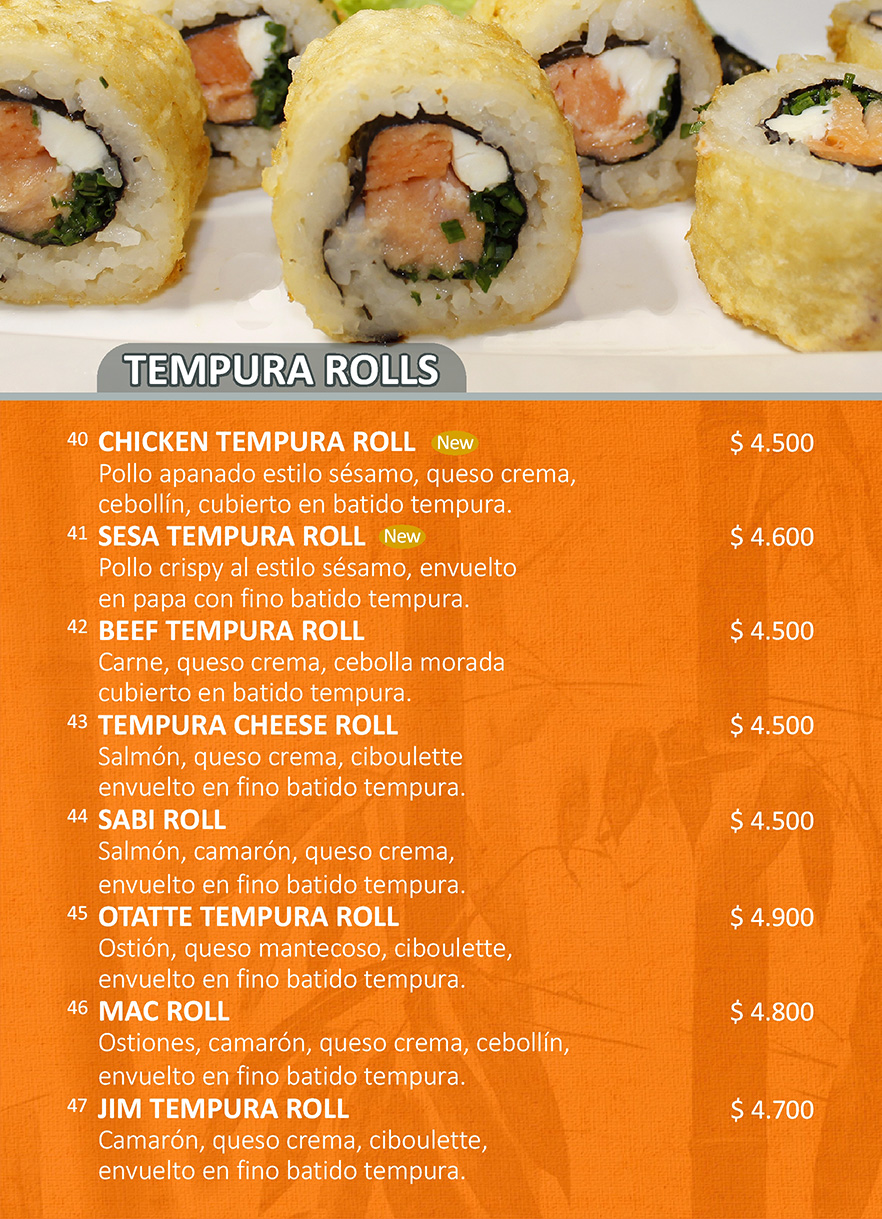 TEMPURA ROLLS
40 CHICKEN TEMPURA ROLL New $ 4.500
Pollo apanado estilo sésamo, queso crema,
cebollín, cubierto en batido tempura.
41 SESA TEMPURA ROLL New $ 4.600
Pollo crispy al estilo sésamo, envuelto
en papa con fino batido tempura.
42 BEEF TEMPURA ROLL $ 4.500
Carne, queso crema, cebolla morada
cubierto en batido tempura.
43 TEMPURA CHEESE ROLL $ 4.500
Salmón, queso crema, ciboulette
envuelto en fino batido tempura.
44 SABI ROLL $ 4.500
Salmón, camarón, queso crema,
envuelto en fino batido tempura.
45 OTATTE TEMPURA ROLL $ 4.900
Ostión, queso mantecoso, ciboulette,
envuelto en fino batido tempura.
46 MAC ROLL $ 4.800
Ostiones, camarón, queso crema, cebollín,
envuelto en fino batido tempura.
47 JIM TEMPURA ROLL $ 4.700
Camarón, queso crema, ciboulette,
envuelto en fino batido tempura.